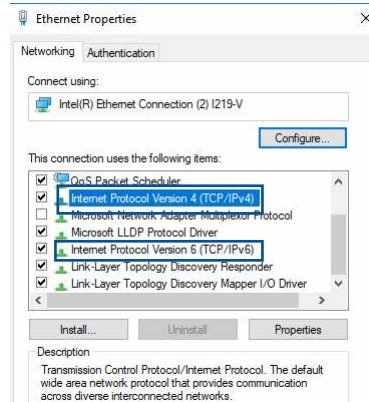 Ethernet Properties
Networking
Authentication
Connect using:
Intel(R) Ethernet Connection (2) I219-V
Configure...
This connection uses the following items:
QoS Packet Scheduler
Internet Protocol Version 4 (TCP/IPv4)
Microsoft Network Adapter Multiplexor Protocol
Microsoft LLDP Protocol Driver
Internet Protocol Version 6 (TCP/IPv6)
Link-Layer Topology Discovery Responder
Link-Layer Topology Discovery Mapper I/O Driver
Install...
Uninstall
Properties
Description
Transmission Control Protocol/Internet Protocol. The default
wide area network protocol that provides communication
across diverse interconnected networks.